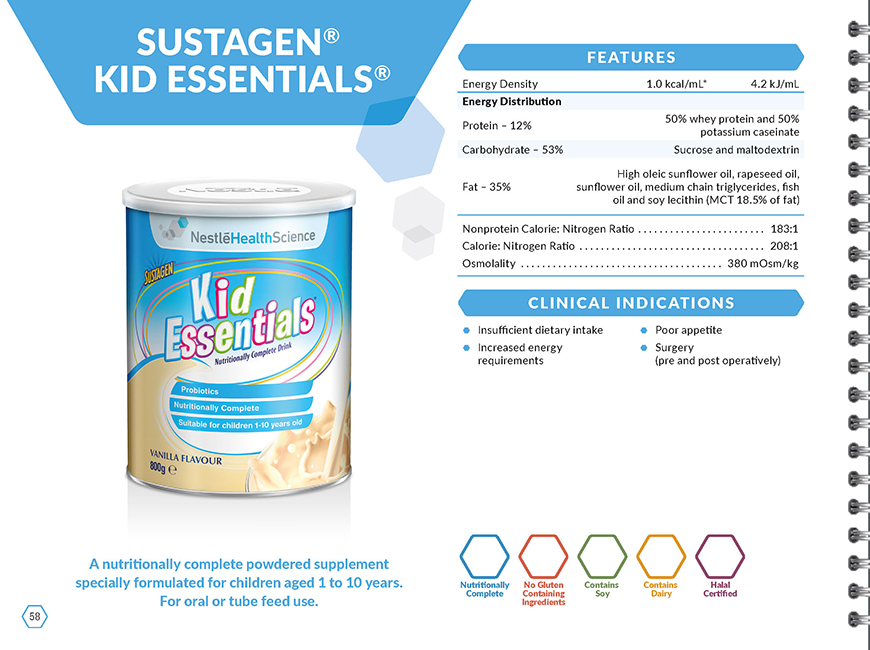 SUSTAGEN®
KID ESSENTIALS®
NestléHealthScience
SUSTAGEN
Kid
Essentials
Nutritionally Complete Drink
Probiotics
Nutritionally Complete
Suitable for children 1-10 years old
VANILLA FLAVOUR
800g ℮
A nutritionally complete powdered supplement
specially formulated for children aged 1 to 10 years.
For oral or tube feed use.
58
FEATURES
Energy Density 1.0 kcal/mL* 4.2 kJ/mL
Energy Distribution
Protein – 12% 50% whey protein and 50%
potassium caseinate
Carbohydrate – 53% Sucrose and maltodextrin
High oleic sunflower oil, rapeseed oil,
Fat – 35% sunflower oil, medium chain triglycerides, fish
oil and soy lecithin (MCT 18.5% of fat)
Nonprotein Calorie: Nitrogen Ratio ........................ 183:1
Calorie: Nitrogen Ratio ................................... 208:1
Osmolality ...................................... 380 mOsm/kg
CLINICAL INDICATIONS
Insufficient dietary intake
Increased energy
requirements
Poor appetite
Surgery
(pre and post operatively)
Nutritionally
Complete
No Gluten
Containing
Ingredients
Contains
Soy
Contains
Dairy
Halal
Certified